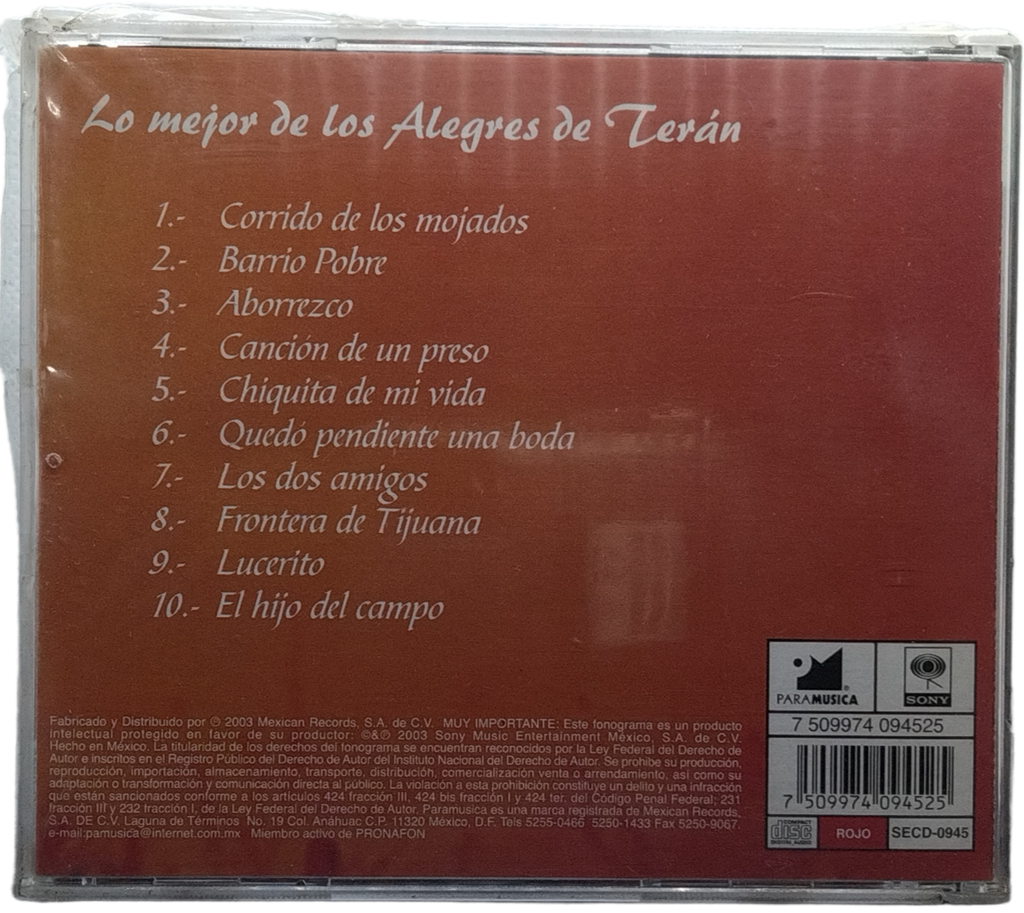 Lo mejor de los Alegres de Terán
1.- Corrido de los mojados
2.- Barrio Pobre
3.- Aborrezco
4.- Canción de un preso
5.- Chiquita de mi vida
6.- Quedó pendiente una boda
7.- Los dos amigos
8.- Frontera de Tijuana
9.- Lucerito
10.- El hijo del campo
Fabricado y Distribuido por ℗ 2003 Mexican Records, S.A. de C.V. MUY IMPORTANTE: Este fonograma es un producto
intelectual protegido en favor de su productor: ©&℗ 2003 Sony Music Entertainment México, S.A. de C.V.
Hecho en México. La titularidad de los derechos del fonograma se encuentran reconocidos por la Ley Federal del Derecho de
Autor e inscritos en el Registro Público del Derecho de Autor del Instituto Nacional del Derecho de Autor. Se prohibe su producción,
reproducción, importación, almacenamiento, transporte, distribución, comercialización venta o arrendamiento, así como su
adaptación o transformación y comunicación directa al público. La violación a esta prohibición constituye un delito y una infracción
que están sancionados conforme a los artículos 424 fracción III, 424 bis fracción I y 424 ter. del Código Penal Federal; 231
fracción III y 232 fracción I, de la Ley Federal del Derecho de Autor. Paramusica es una marca registrada de Mexican Records,
S.A. DE C.V. Laguna de Términos No. 19 Col. Anáhuac C.P. 11320 México, D.F. Tels 5255-0466 5250-1433 Fax 5250-9067.
e-mail:pamusica@internet.com.mx Miembro activo de PRONAFON
PARAMUSICA ®
SONY
7 509974 094525
7 509974 094525
COMPACT
disc
DIGITAL AUDIO
ROJO
SECD-0945